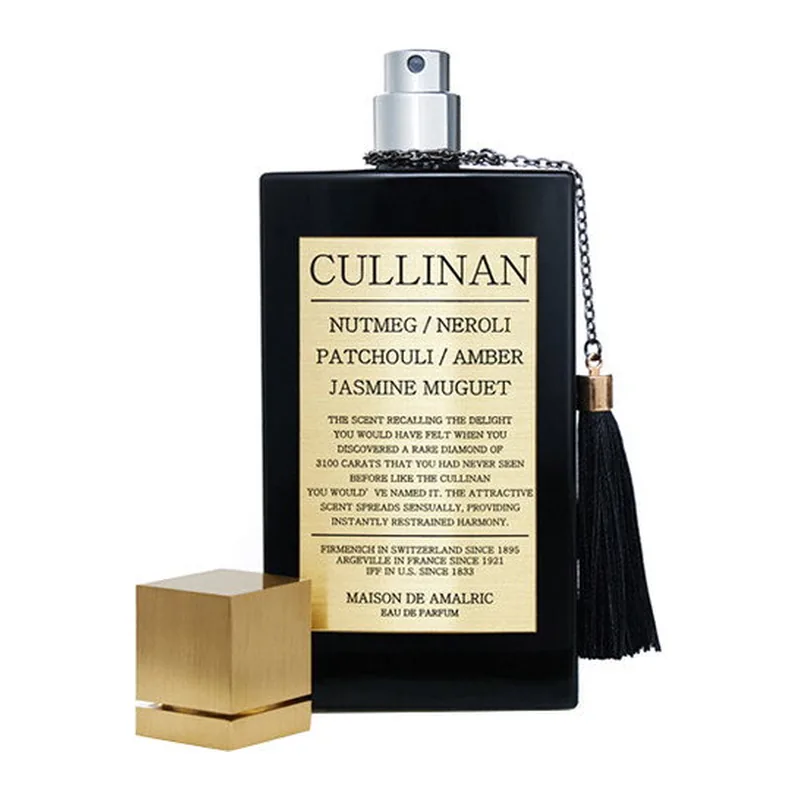 CULLINAN
NUTMEG / NEROLI
PATCHOULI / AMBER
JASMINE MUGUET
THE SCENT RECALLING THE DELIGHT
YOU WOULD HAVE FELT WHEN YOU
DISCOVERED A RARE DIAMOND OF
3100 CARATS THAT YOU HAD NEVER SEEN
BEFORE LIKE THE CULLINAN
YOU WOULD' VE NAMED IT. THE ATTRACTIVE
SCENT SPREADS SENSUALLY, PROVIDING
INSTANTLY RESTRAINED HARMONY.
FIRMENICH IN SWITZERLAND SINCE 1895
ARGEVILLE IN FRANCE SINCE 1921
IFF IN U.S. SINCE 1833
MAISON DE AMALRIC
EAU DE PARFUM